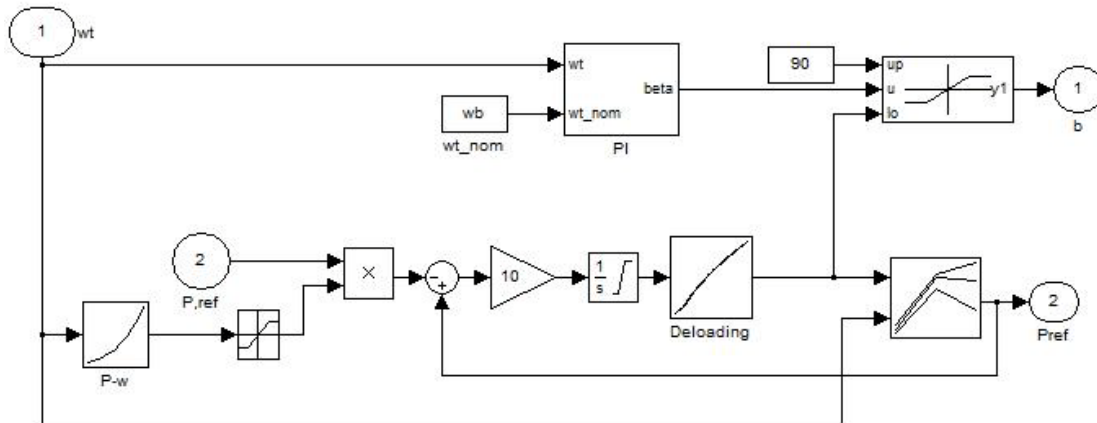 1
wt
wt
wt_nom
beta
PI
wb
wt_nom
90
up
u
lo
y1
1
b
2
P,ref
×
−
+
10
1
s
Deloading
2
Pref
P-w